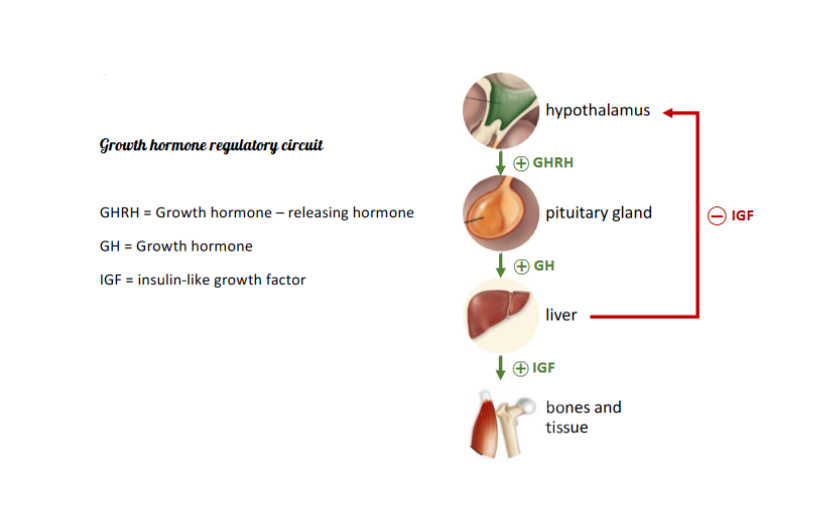 Growth hormone regulatory circuit
GHRH = Growth hormone – releasing hormone
GH = Growth hormone
IGF = insulin-like growth factor
hypothalamus
GHRH
pituitary gland
IGF
GH
liver
IGF
bones and
tissue